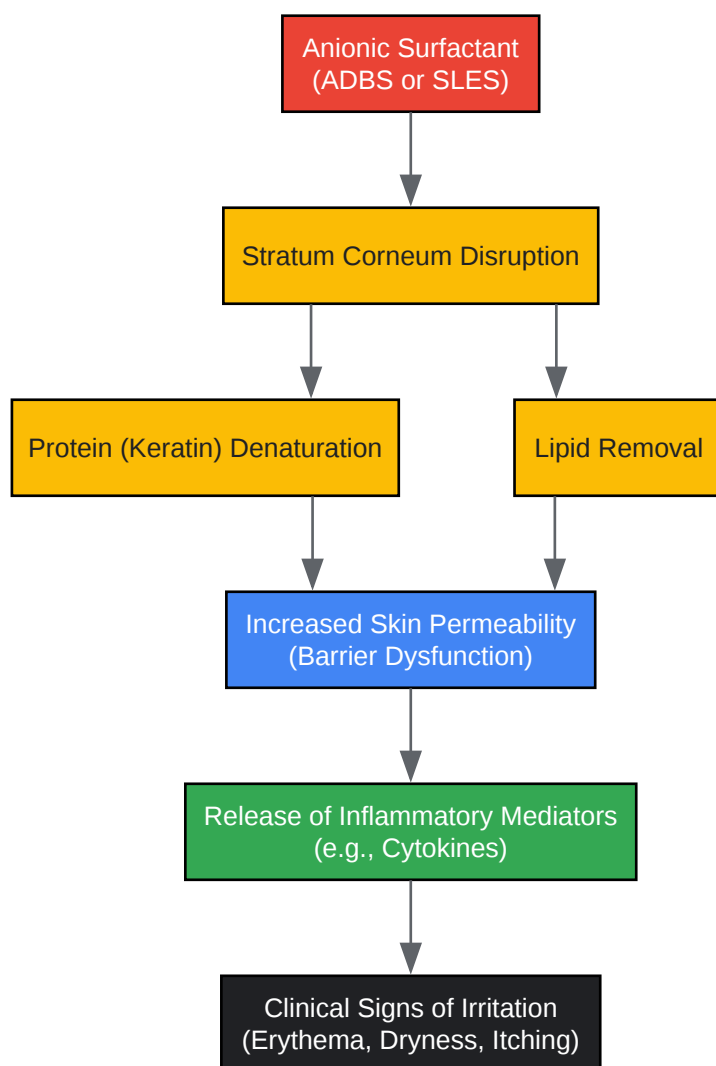 Anionic Surfactant
(ADBS or SLES)
Stratum Corneum Disruption
Protein (Keratin) Denaturation
Lipid Removal
Increased Skin Permeability
(Barrier Dysfunction)
Release of Inflammatory Mediators
(e.g., Cytokines)
Clinical Signs of Irritation
(Erythema, Dryness, Itching)